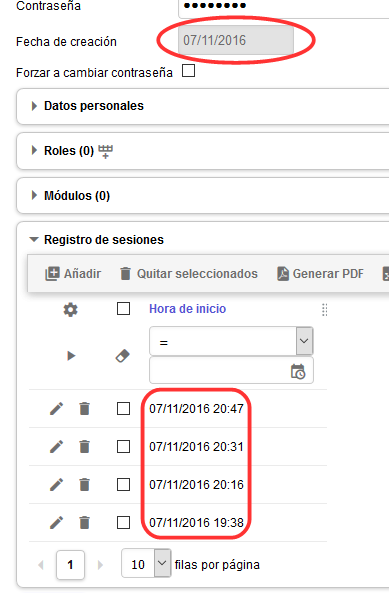 Contraseña
Fecha de creación 07/11/2016
Forzar a cambiar contraseña
Datos personales
Roles (0)
Módulos (0)
Registro de sesiones
Añadir Quitar seleccionados Generar PDF
Hora de inicio
=
07/11/2016 20:47
07/11/2016 20:31
07/11/2016 20:16
07/11/2016 19:38
1 10 filas por página